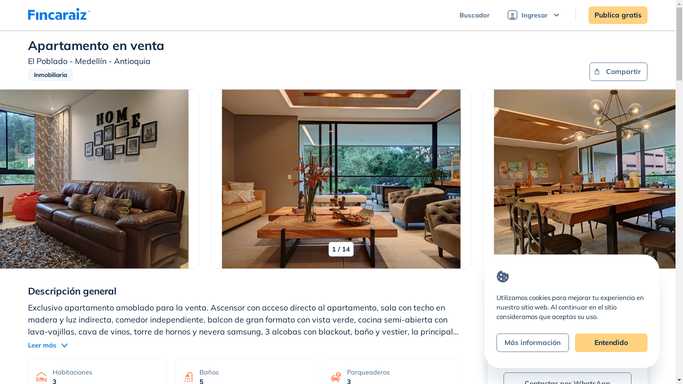 Fincaraiz
Buscador
Ingresar
Publica gratis
Apartamento en venta
El Poblado - Medellín - Antioquia
Inmobiliaria
Compartir
HOME
1 / 14
Descripción general
Exclusivo apartamento amoblado para la venta. Ascensor con acceso directo al apartamento, sala con techo en
madera y luz indirecta, comedor independiente, balcon de gran formato con vista verde, cocina semi-abierta con
lava-vajillas, cava de vinos, torre de hornos y nevera samsung, 3 alcobas con blackout, baño y vestier, la principal...
Leer más
Habitaciones
3
Baños
5
Parqueaderos
3
Utilizamos cookies para mejorar tu experiencia en
nuestro sitio web. Al continuar en el sitio
consideramos que aceptas su uso.
Más información
Entendido
Contactar por WhatsApp